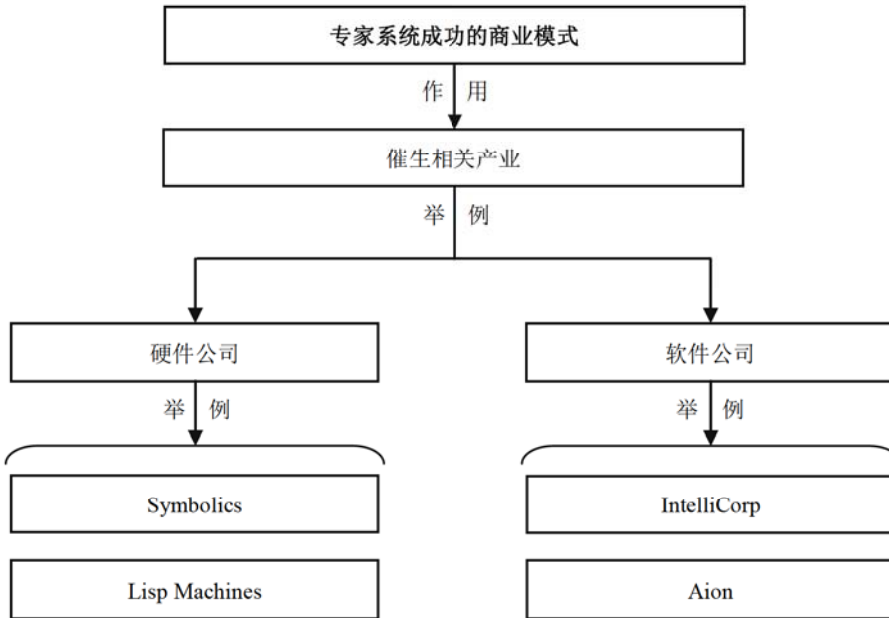 专家系统成功的商业模式
作用
催生相关产业
举例
硬件公司
软件公司
举例
举例
Symbolics
IntelliCorp
Lisp Machines
Aion